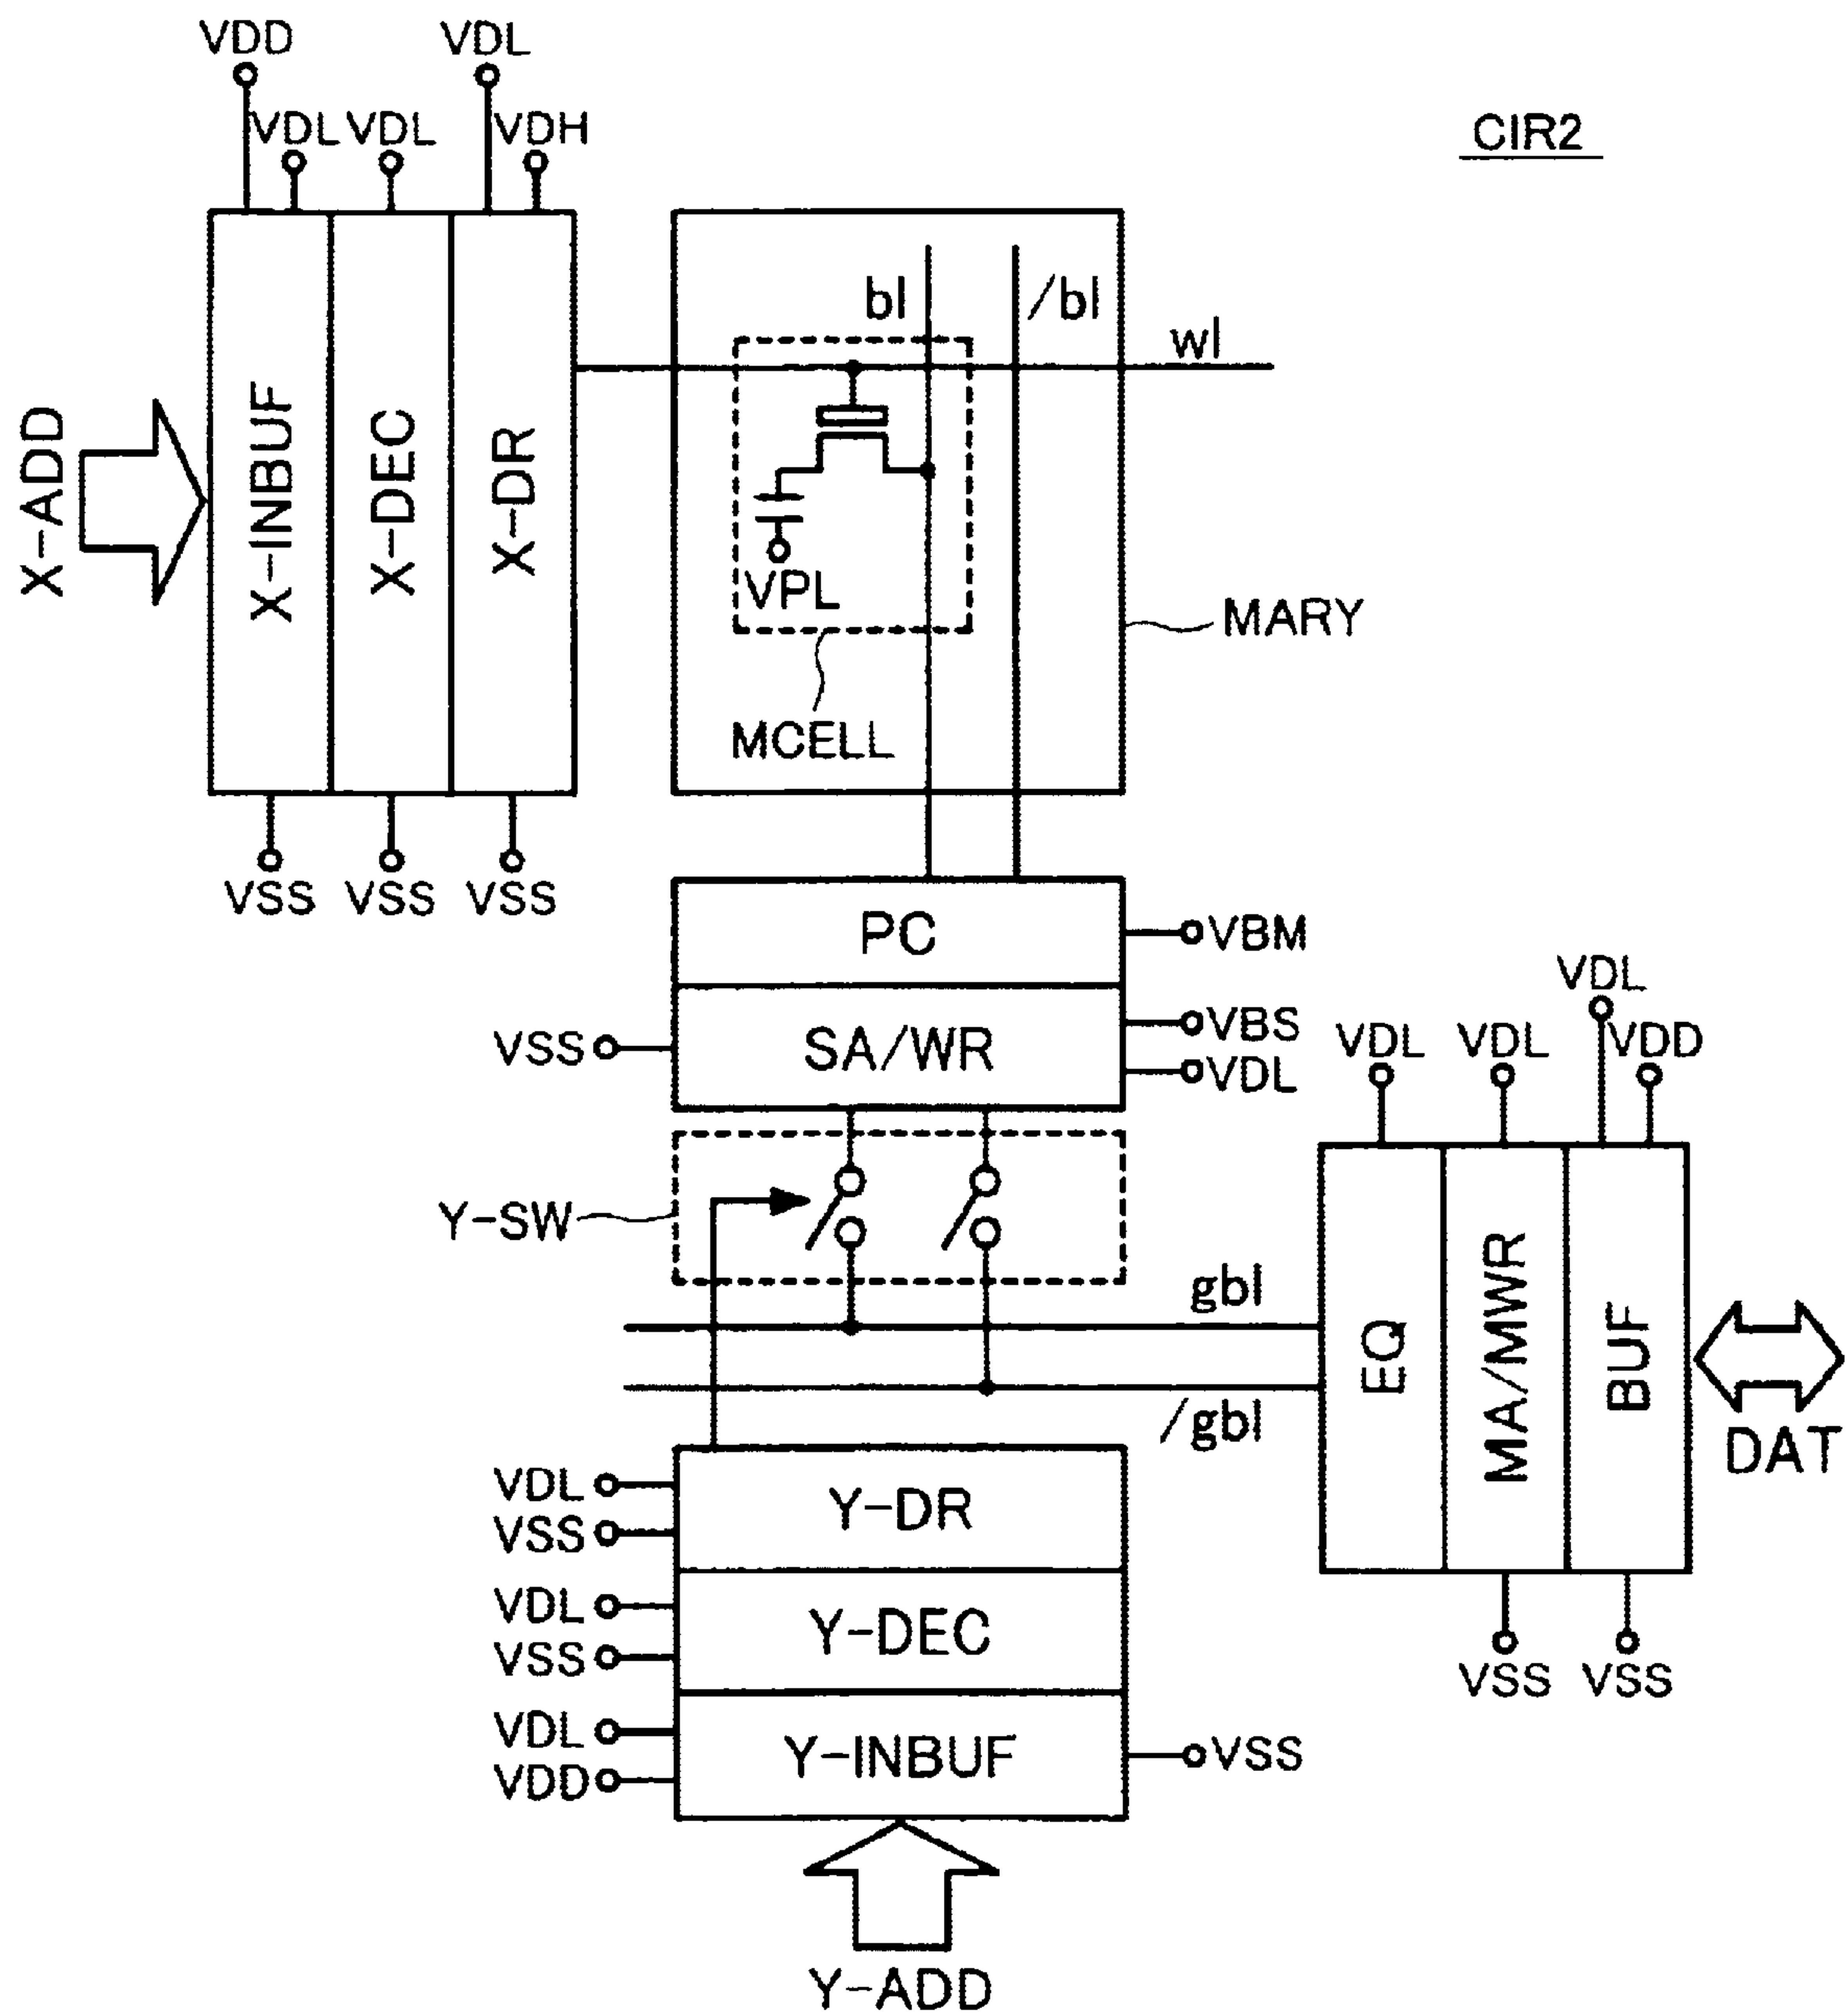 VDD
VDL
VDL
VDL
VDH
CIR2
bl
/bl
wl
X-ADD
X-INBUF
X-DEC
X-DR
VPL
MARY
MCELL
VSS
VSS
VSS
PC
VBM
VSS
SA/WR
VBS
VDL
VDL
VDL
VDL
VDD
Y-SW
gbl
/gbl
EQ
MA/MWR
BUF
DAT
VDL
VSS
Y-DR
VDL
VSS
Y-DEC
VSS
VSS
VDL
VDD
Y-INBUF
VSS
Y-ADD